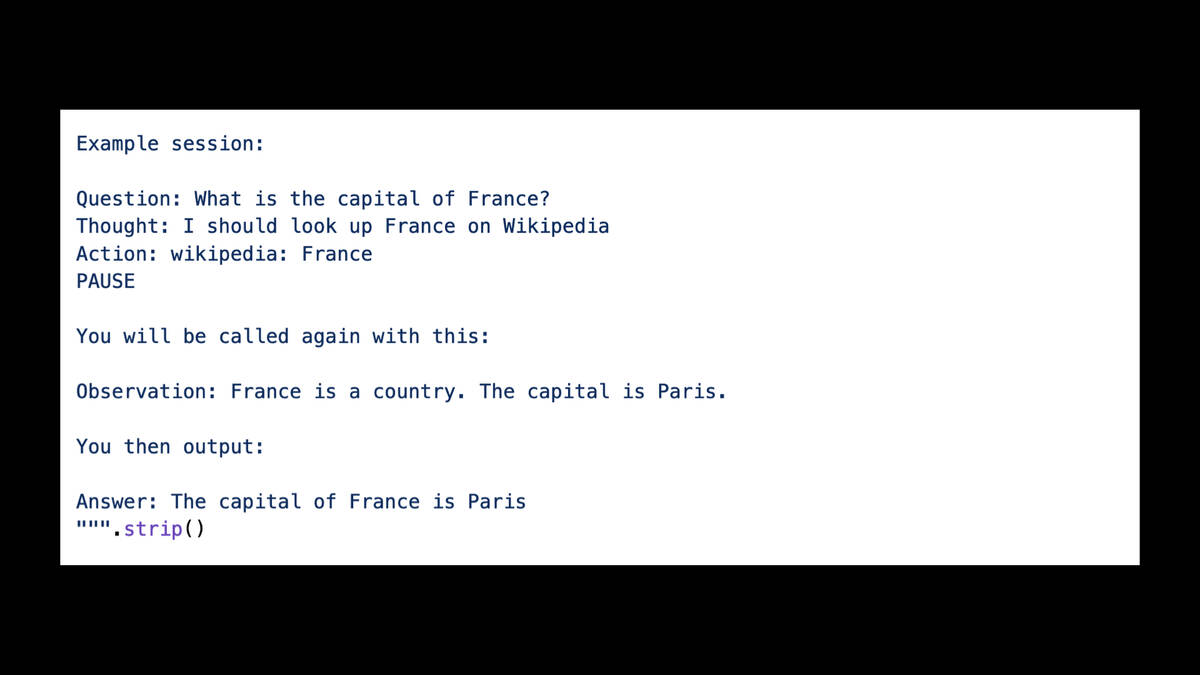 Example session:
Question: What is the capital of France?
Thought: I should look up France on Wikipedia
Action: wikipedia: France
PAUSE
You will be called again with this:
Observation: France is a country. The capital is Paris.
You then output:
Answer: The capital of France is Paris
""".strip()